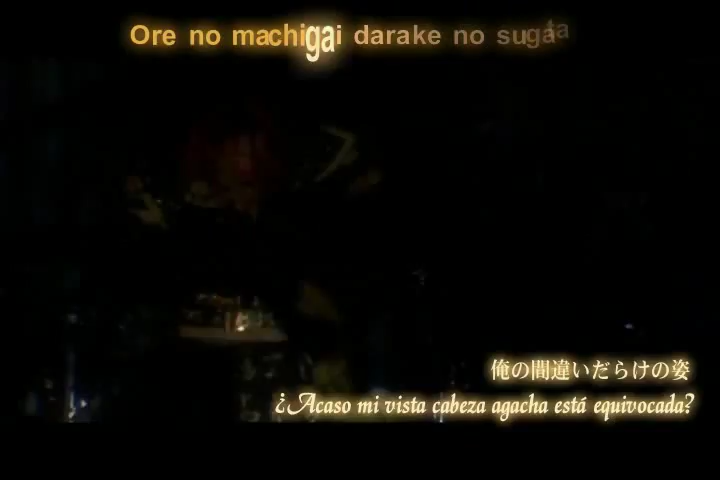 Ore no machigai darake no sugata
俺の間違いだらけの姿
¿Acaso mi vista cabeza agacha está equivocada?